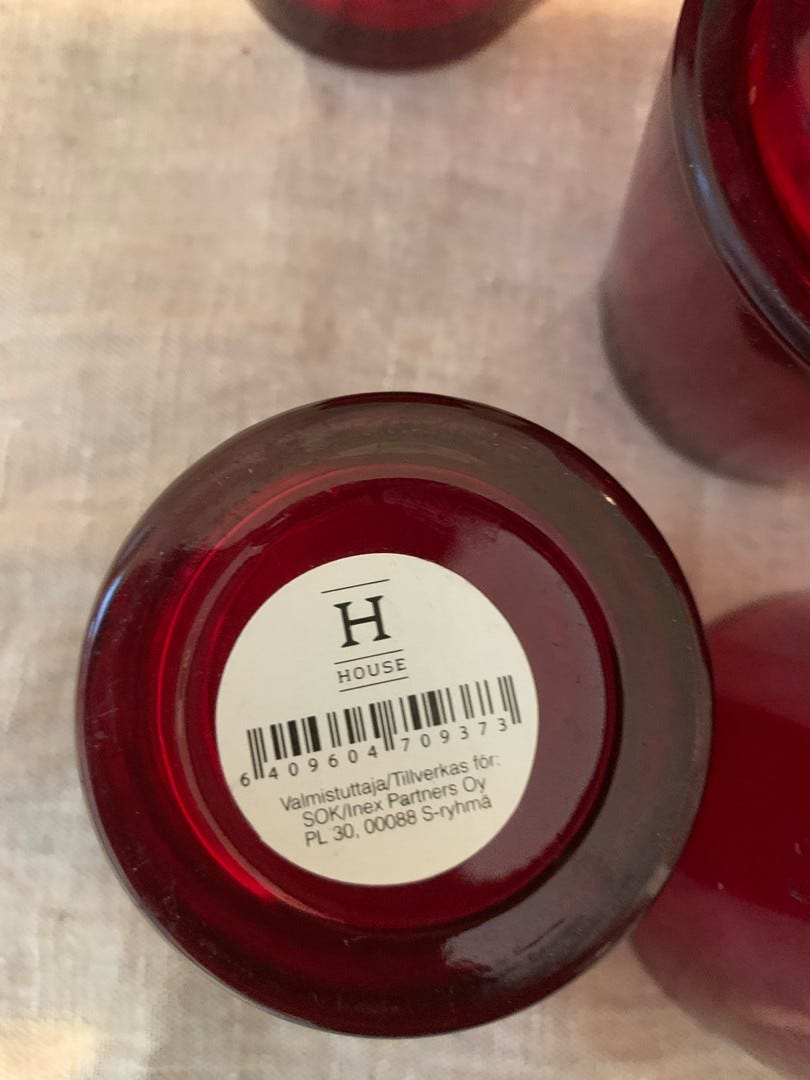 H
HOUSE
6 409604 709373
Valmistuttaja/Tillverkas för:
SOK/Inex Partners Oy
PL 30, 00088 S-ryhmä